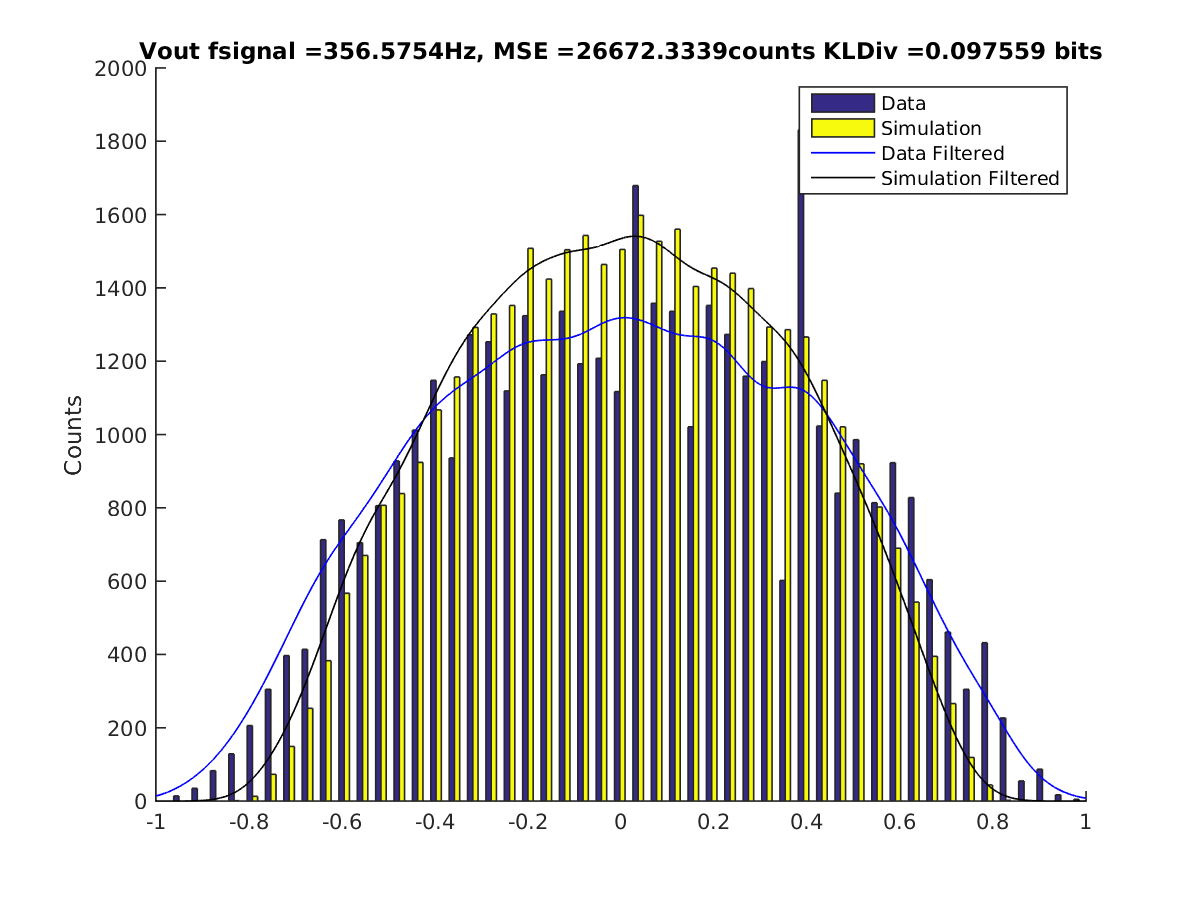 Vout fsignal =356.5754Hz, MSE =26672.3339counts KLDiv =0.097559 bits
2000
1800
1600
1400
1200
1000
800
600
400
200
0
Counts
Data
Simulation
Data Filtered
Simulation Filtered
-1 -0.8 -0.6 -0.4 -0.2 0 0.2 0.4 0.6 0.8 1